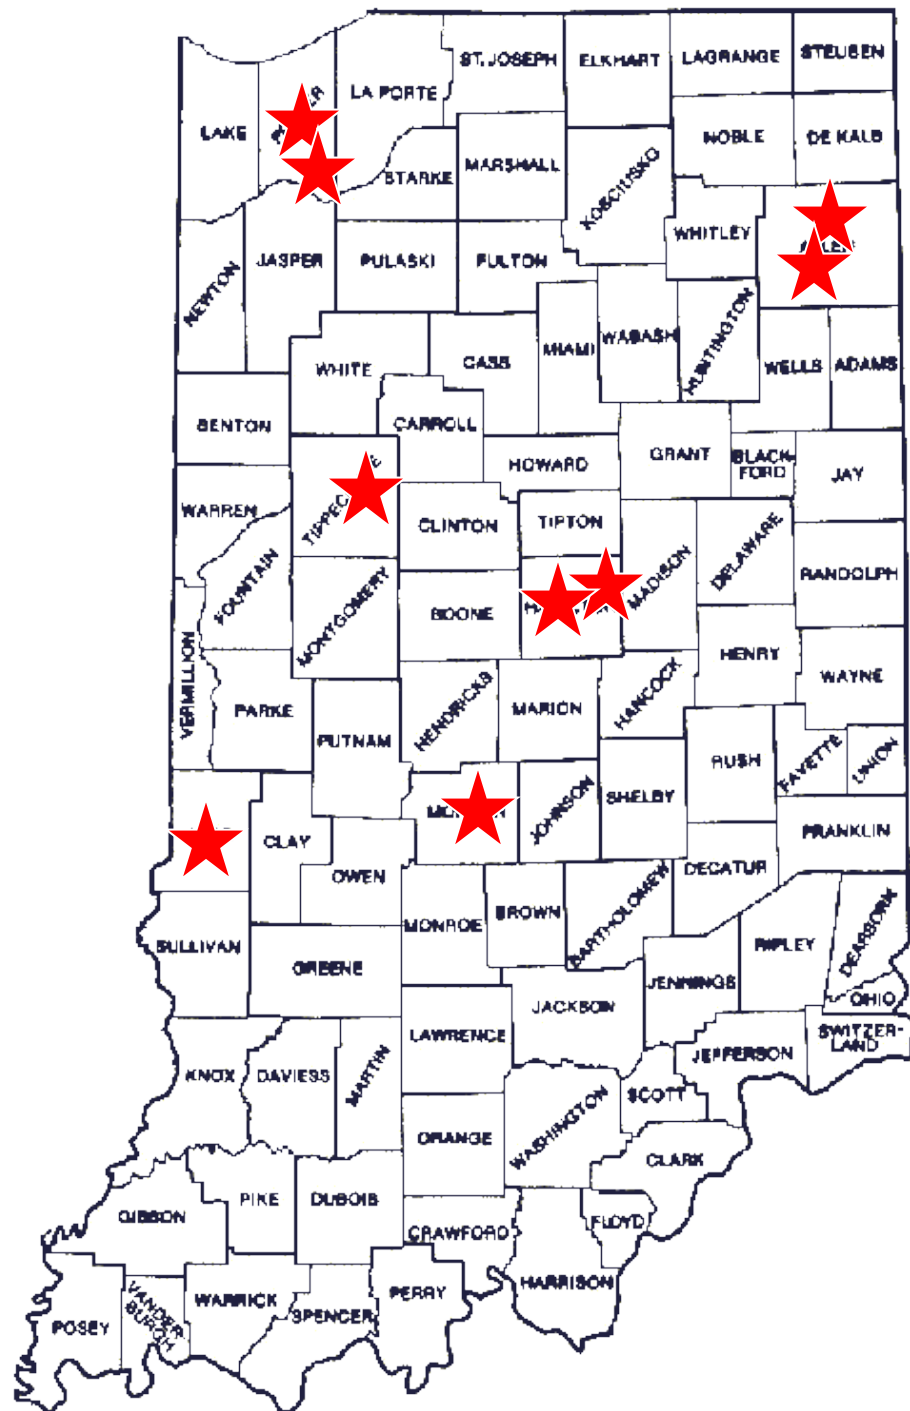 ST. JOSEPH
ELKHART
LAGRANGE
STEUBEN
LA PORTE
LAKE
NOBLE
DE KALB
STARKE
MARSHALL
KOSCIUSKO
WHITLEY
JASPER
PULASKI
FULTON
NEWTON
WHITE
CASS
MIAMI
WABASH
HUNTINGTON
WELLS
ADAMS
BENTON
CARROLL
HOWARD
GRANT
BLACK-
FORD
JAY
WARREN
CLINTON
TIPTON
FOUNTAIN
MONTGOMERY
BOONE
MADISON
DELAWARE
RANDOLPH
VERMILLION
PARKE
PUTNAM
HENDRICKS
MARION
HANCOCK
HENRY
WAYNE
RUSH
FAYETTE
UNION
CLAY
OWEN
JOHNSON
SHELBY
DECATUR
FRANKLIN
SULLIVAN
GREENE
MONROE
BROWN
BARTHOLOMEW
JENNINGS
RIPLEY
DEARBORN
OHIO
SWITZER-
LAND
KNOX
DAVIESS
MARTIN
LAWRENCE
JACKSON
JEFFERSON
SCOTT
WASHINGTON
ORANGE
CLARK
GIBSON
PIKE
DUBOIS
CRAWFORD
FLOYD
HARRISON
POSEY
VANDER
BURGH
WARRICK
SPENCER
PERRY